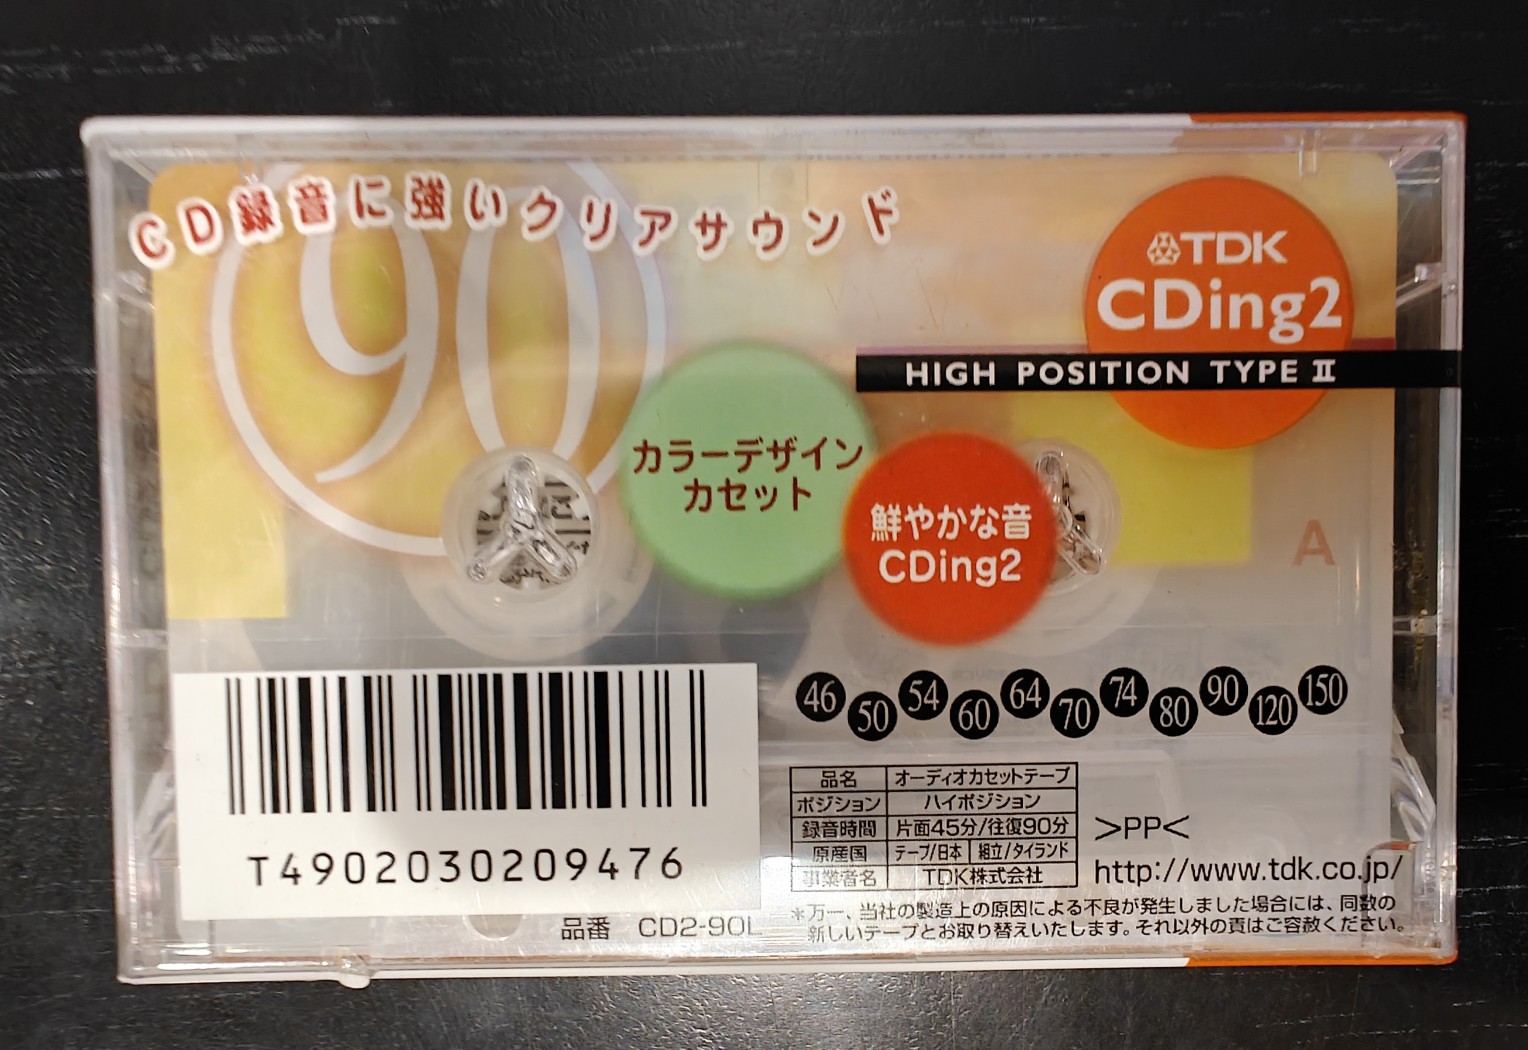 CD録音に強いクリアサウンド
90
TDK
CDing2
HIGH POSITION TYPE II
カラーデザイン
カセット
鮮やかな音
CDing2
A
46 50 54 60 64 70 74 80 90 120 150
T4902030209476
品番 CD2-90L
品名 オーディオカセットテープ
ポジション ハイポジション
録音時間 片面45分/往復90分
原産国 テープ/日本 組立/タイランド
事業者名 TDK株式会社
>PP<
http://www.tdk.co.jp/
*万一、当社の製造上の原因による不良が発生しました場合には、同数の
新しいテープとお取り替えいたします。それ以外の責はご容赦ください。